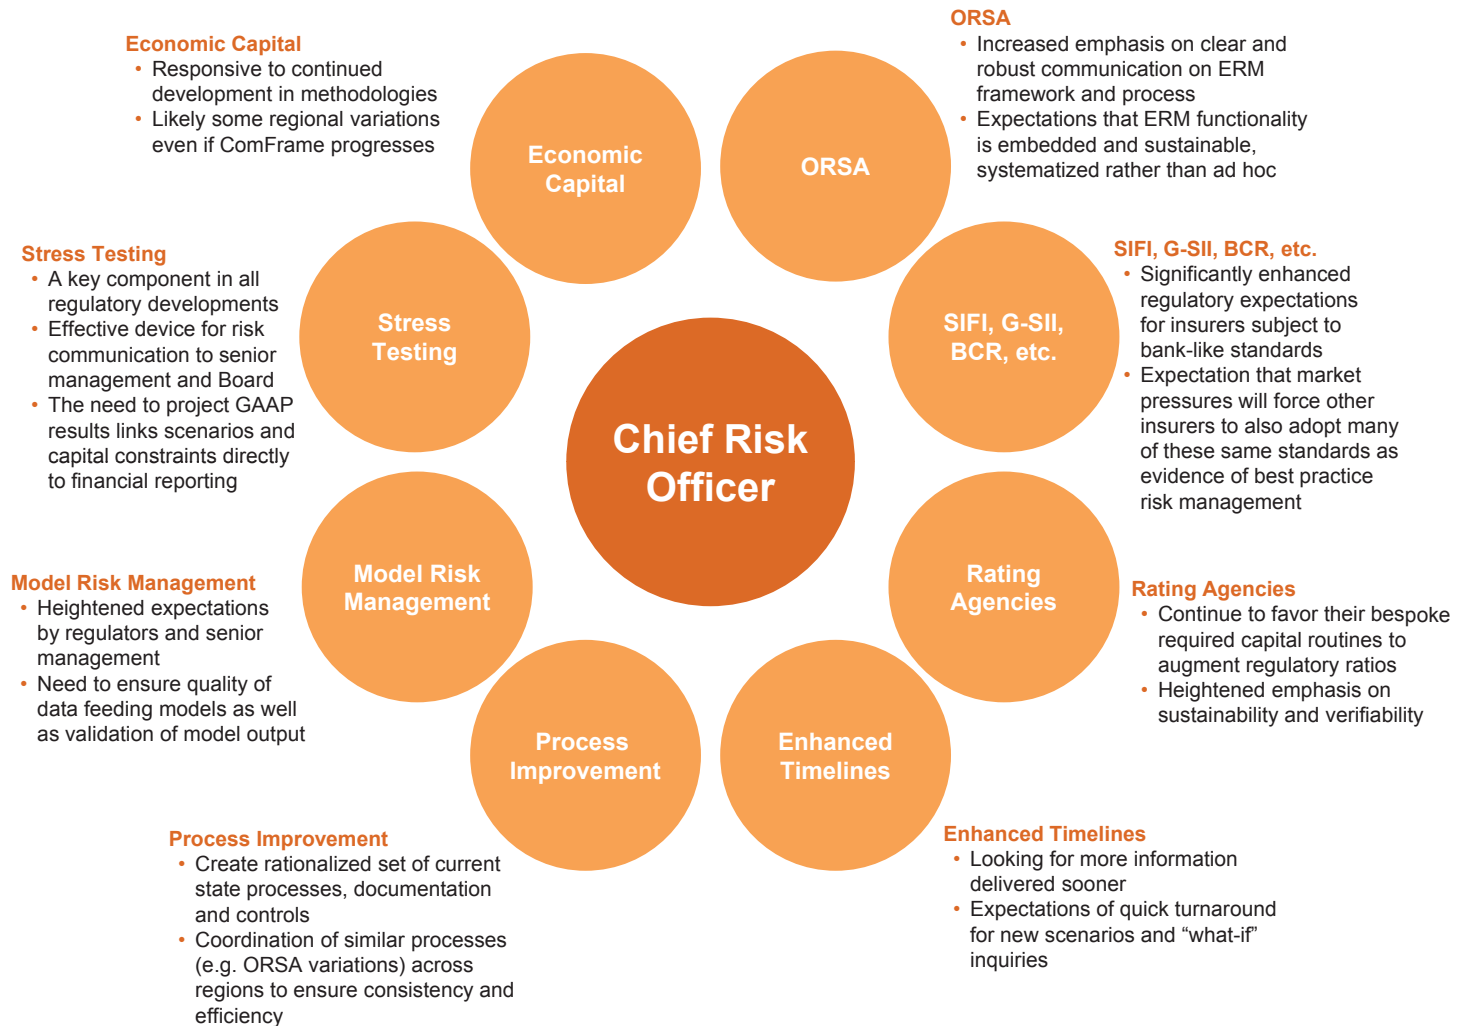 Economic Capital
• Responsive to continued
development in methodologies
• Likely some regional variations
even if ComFrame progresses
ORSA
• Increased emphasis on clear and
robust communication on ERM
framework and process
• Expectations that ERM functionality
is embedded and sustainable,
systematized rather than ad hoc
Economic
Capital
ORSA
Stress Testing
• A key component in all
regulatory developments
• Effective device for risk
communication to senior
management and Board
• The need to project GAAP
results links scenarios and
capital constraints directly
to financial reporting
Stress
Testing
SIFI, G-SII,
BCR, etc.
SIFI, G-SII, BCR, etc.
• Significantly enhanced
regulatory expectations
for insurers subject to
bank-like standards
• Expectation that market
pressures will force other
insurers to also adopt many
of these same standards as
evidence of best practice
risk management
Chief Risk
Officer
Model Risk Management
• Heightened expectations
by regulators and senior
management
• Need to ensure quality of
data feeding models as well
as validation of model output
Model Risk
Management
Rating
Agencies
Rating Agencies
• Continue to favor their bespoke
required capital routines to
augment regulatory ratios
• Heightened emphasis on
sustainability and verifiability
Process
Improvement
Enhanced
Timelines
Process Improvement
• Create rationalized set of current
state processes, documentation
and controls
• Coordination of similar processes
(e.g. ORSA variations) across
regions to ensure consistency and
efficiency
Enhanced Timelines
• Looking for more information
delivered sooner
• Expectations of quick turnaround
for new scenarios and “what-if”
inquiries